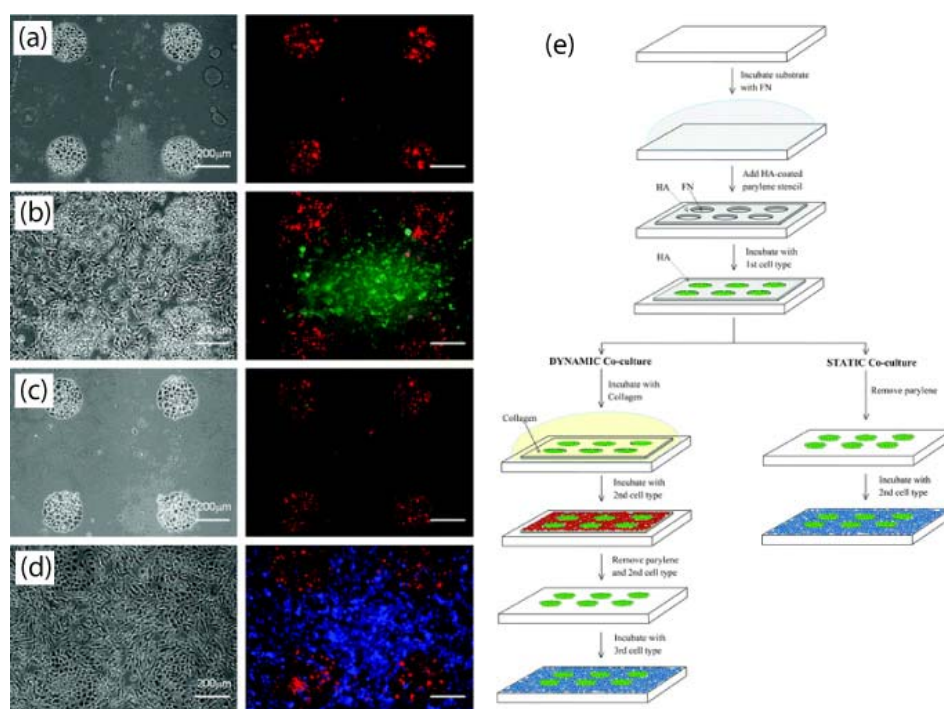 (a)
200µm
(b)
200µm
(c)
200µm
(d)
200µm
(e)
Incubate substrate
with FN
Add HA-coated
parylene stencil
HA
FN
Incubate with
1st cell type
HA
DYNAMIC Co-culture
STATIC Co-culture
Incubate with
Collagen
Remove parylene
Collagen
Incubate with
2nd cell type
Incubate with
2nd cell type
Remove parylene
and 2nd cell type
Incubate with
3rd cell type